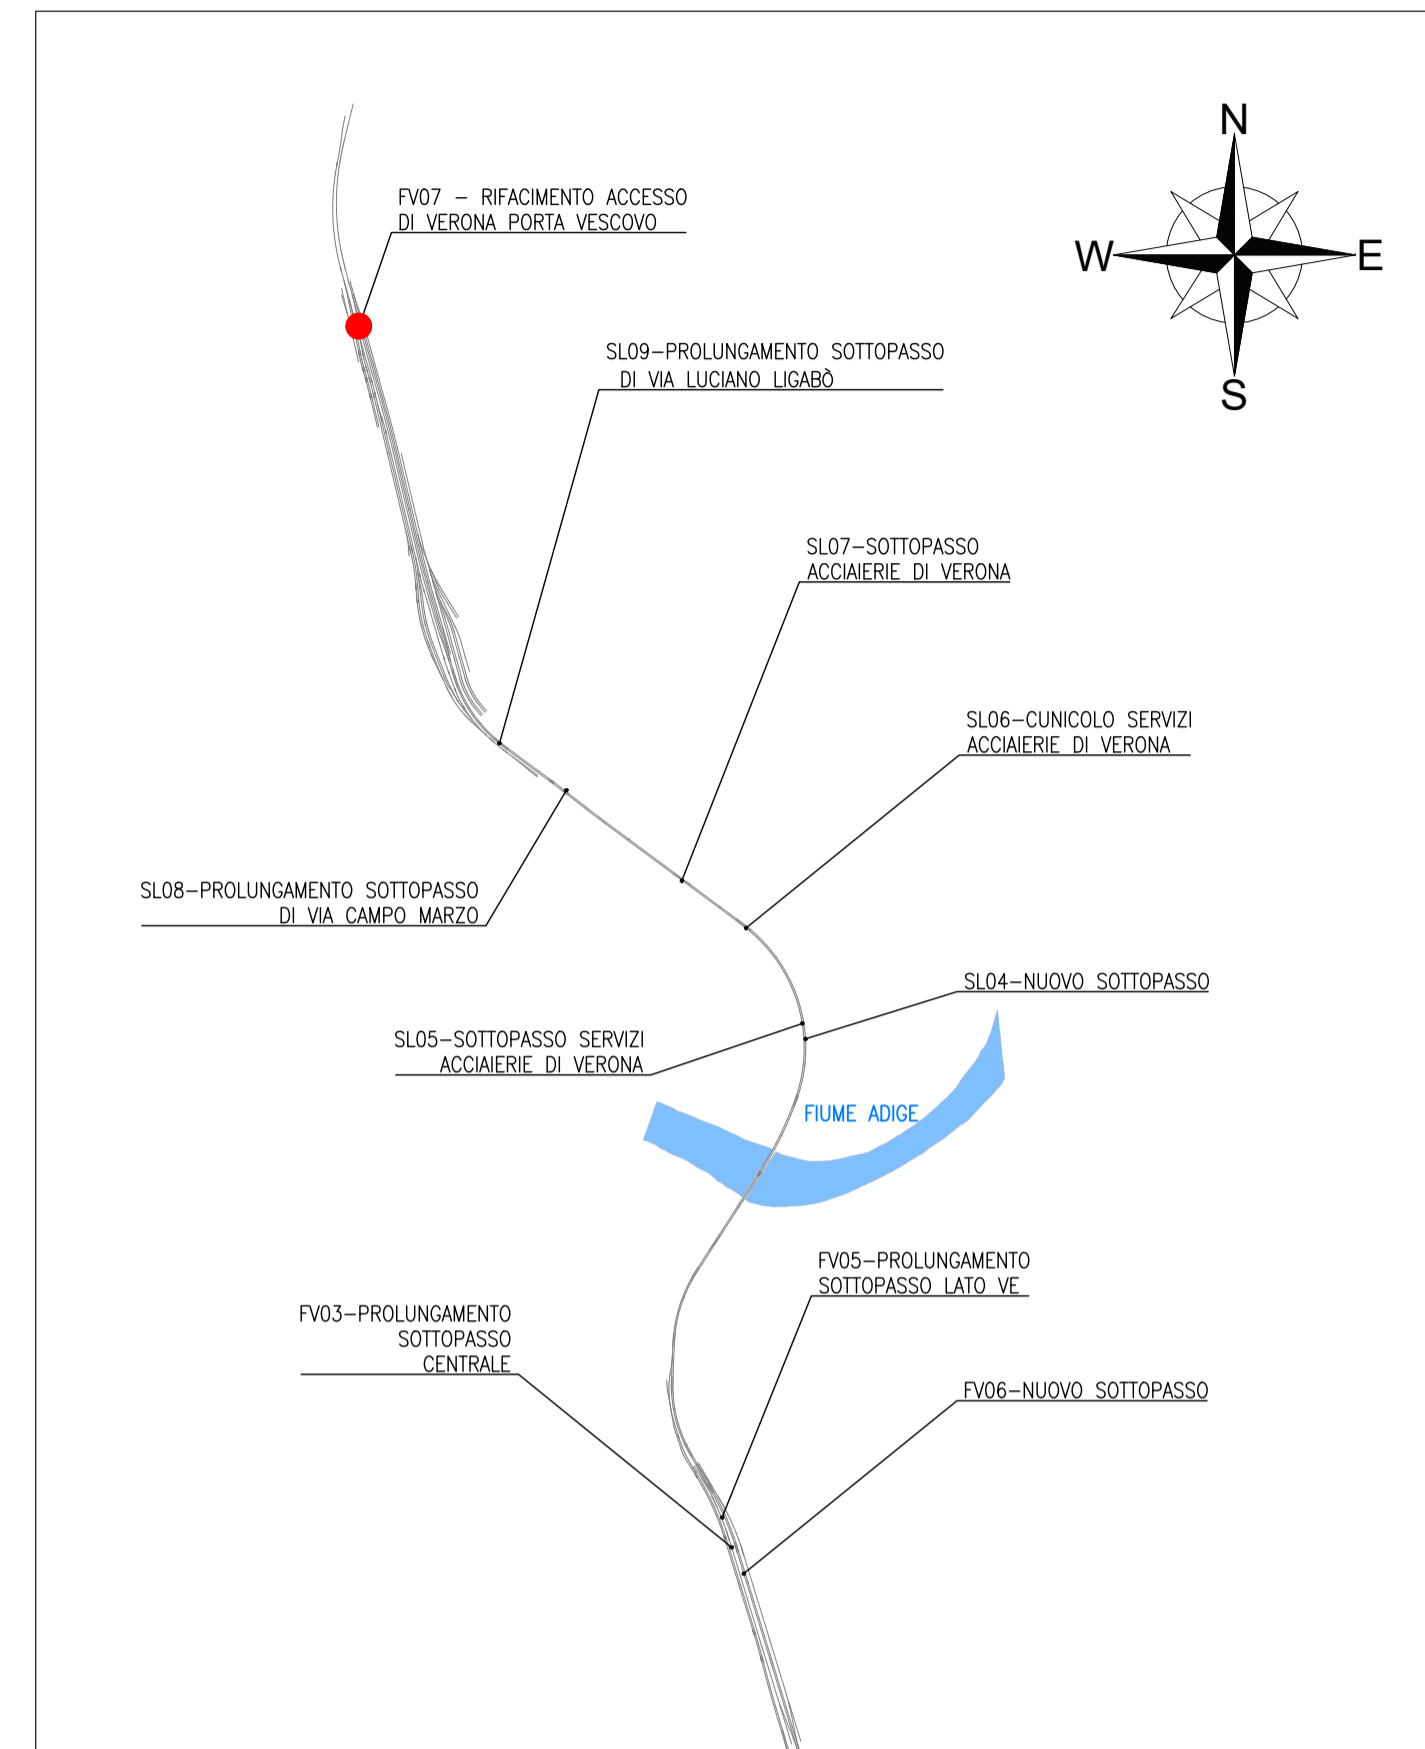 N
FV07 – RIFACIMENTO ACCESSO
DI VERONA PORTA VESCOVO
W
E
SL09–PROLUNGAMENTO SOTTOPASSO
DI VIA LUCIANO LIGABÒ
S
SL07–SOTTOPASSO
ACCIAIERIE DI VERONA
SL06–CUNICOLO SERVIZI
ACCIAIERIE DI VERONA
SL08–PROLUNGAMENTO SOTTOPASSO
DI VIA CAMPO MARZO
SL04–NUOVO SOTTOPASSO
SL05–SOTTOPASSO SERVIZI
ACCIAIERIE DI VERONA
FIUME ADIGE
FV05–PROLUNGAMENTO
SOTTOPASSO LATO VE
FV03–PROLUNGAMENTO
SOTTOPASSO
CENTRALE
FV06–NUOVO SOTTOPASSO